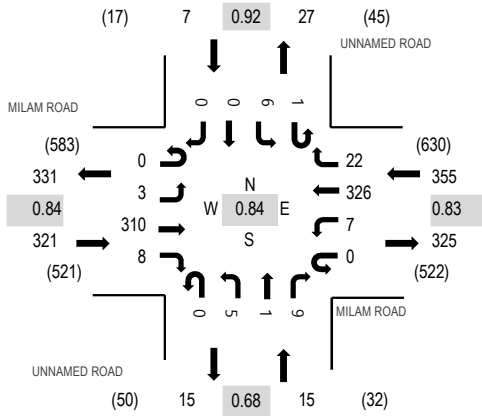 (17) 7 0.92 27 (45)
UNNAMED ROAD
MILAM ROAD
0 0 6 1
(583) (630)
331 0 22 355
3 N 326
0.84 W 0.84 E 0.83
310 S 7
321 8 0 325
(521) (522)
0 5 1 9
MILAM ROAD
UNNAMED ROAD
(50) 15 0.68 15 (32)